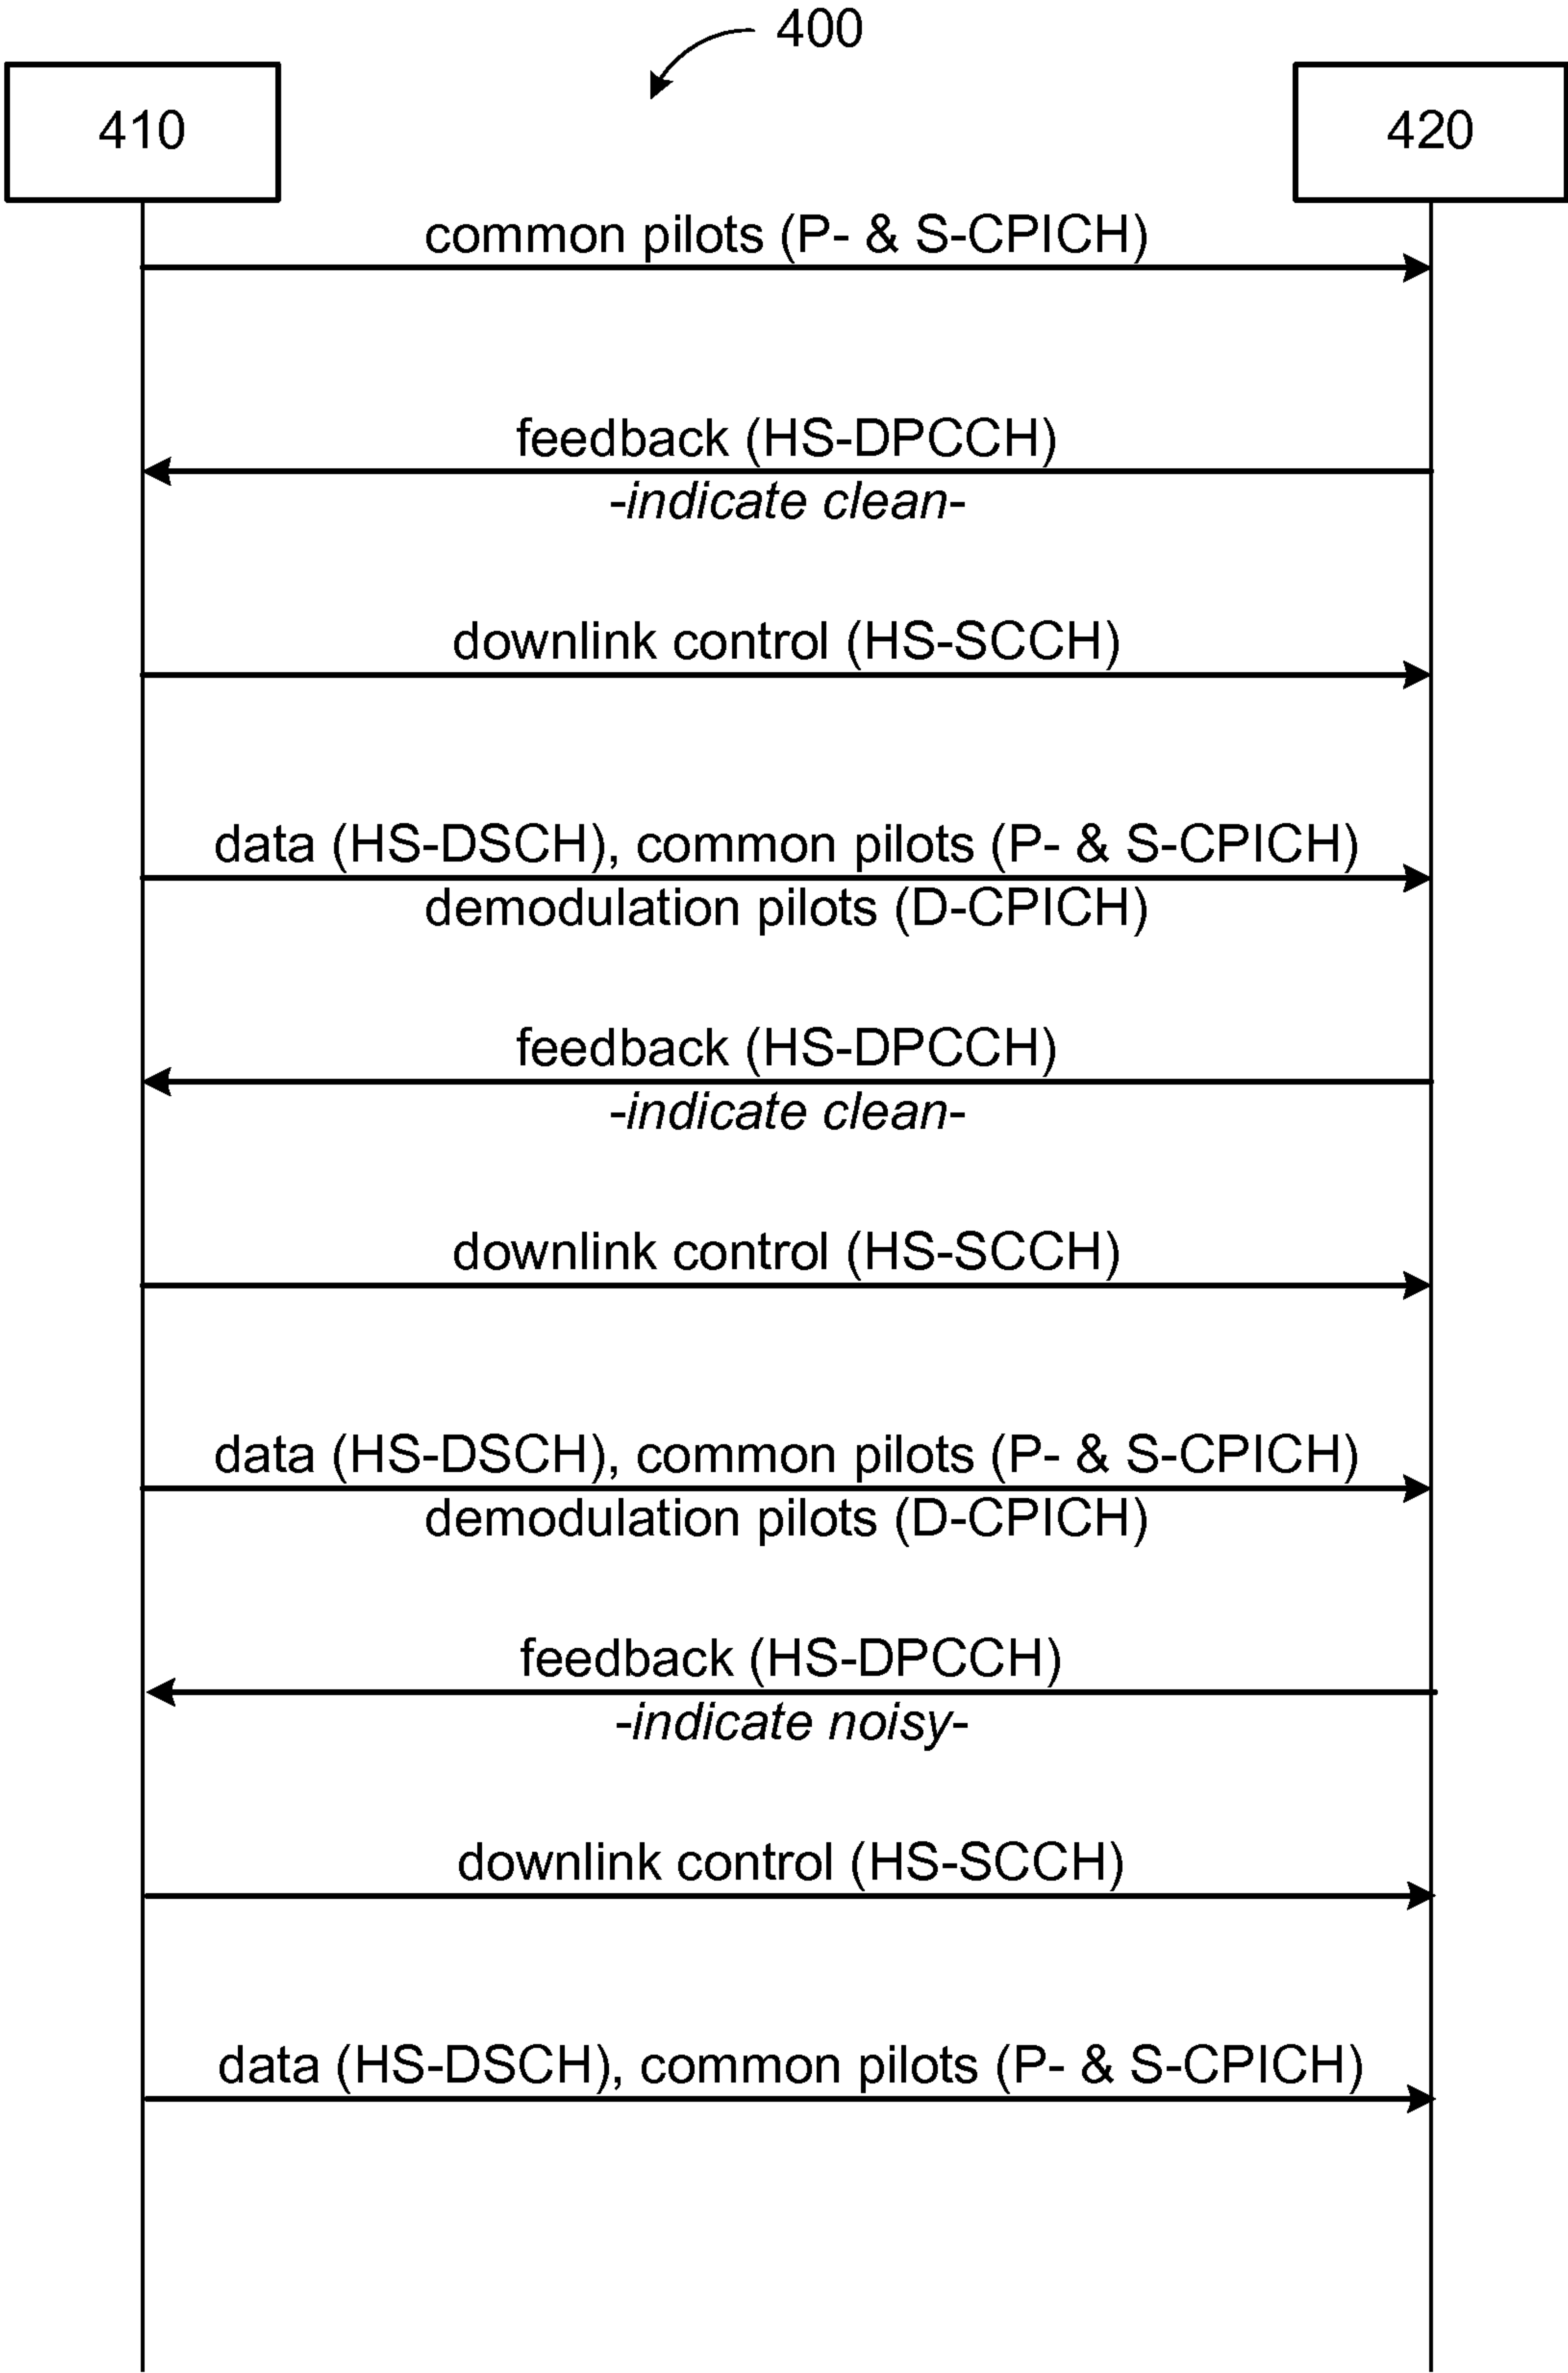 400
410
420
common pilots (P- & S-CPICH)
feedback (HS-DPCCH)
-indicate clean-
downlink control (HS-SCCH)
data (HS-DSCH), common pilots (P- & S-CPICH)
demodulation pilots (D-CPICH)
feedback (HS-DPCCH)
-indicate clean-
downlink control (HS-SCCH)
data (HS-DSCH), common pilots (P- & S-CPICH)
demodulation pilots (D-CPICH)
feedback (HS-DPCCH)
-indicate noisy-
downlink control (HS-SCCH)
data (HS-DSCH), common pilots (P- & S-CPICH)